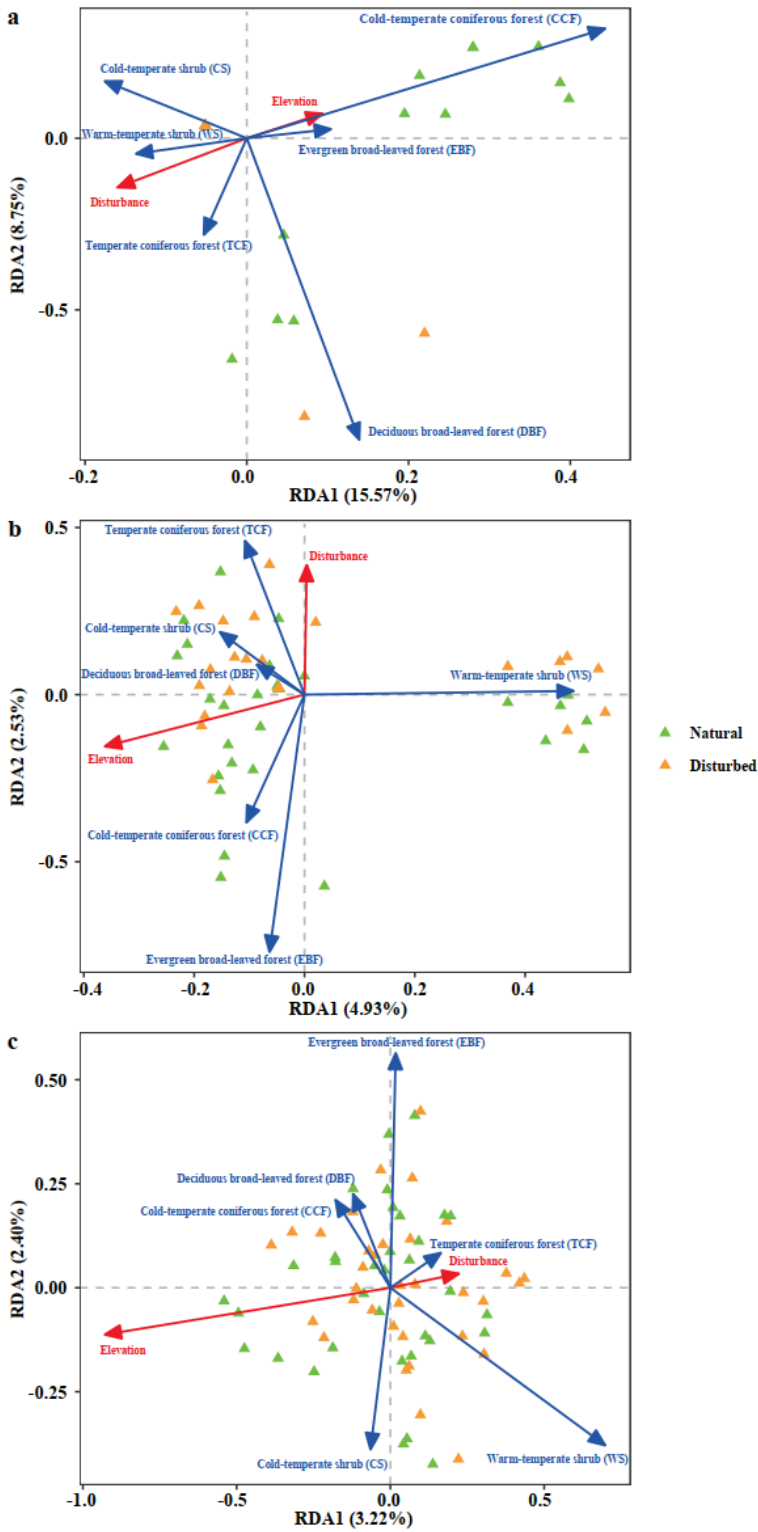 a
Cold-temperate coniferous forest (CCF)
Cold-temperate shrub (CS)
Elevation
Warm-temperate shrub (WS)
Evergreen broad-leaved forest (EBF)
Disturbance
Temperate coniferous forest (TCF)
Deciduous broad-leaved forest (DBF)
0.0
-0.5
RDA2 (8.75%)
-0.2
0.0
0.2
0.4
RDA1 (15.57%)
b
Temperate coniferous forest (TCF)
Disturbance
Cold-temperate shrub (CS)
Deciduous broad-leaved forest (DBF)
Warm-temperate shrub (WS)
Elevation
Cold-temperate coniferous forest (CCF)
Evergreen broad-leaved forest (EBF)
0.5
0.0
-0.5
RDA2 (2.53%)
-0.4
-0.2
0.0
0.2
0.4
RDA1 (4.93%)
Natural
Disturbed
c
Evergreen broad-leaved forest (EBF)
Deciduous broad-leaved forest (DBF)
Cold-temperate coniferous forest (CCF)
Temperate coniferous forest (TCF)
Disturbance
Elevation
Cold-temperate shrub (CS)
Warm-temperate shrub (WS)
0.50
0.25
0.00
-0.25
RDA2 (2.40%)
-1.0
-0.5
0.0
0.5
RDA1 (3.22%)